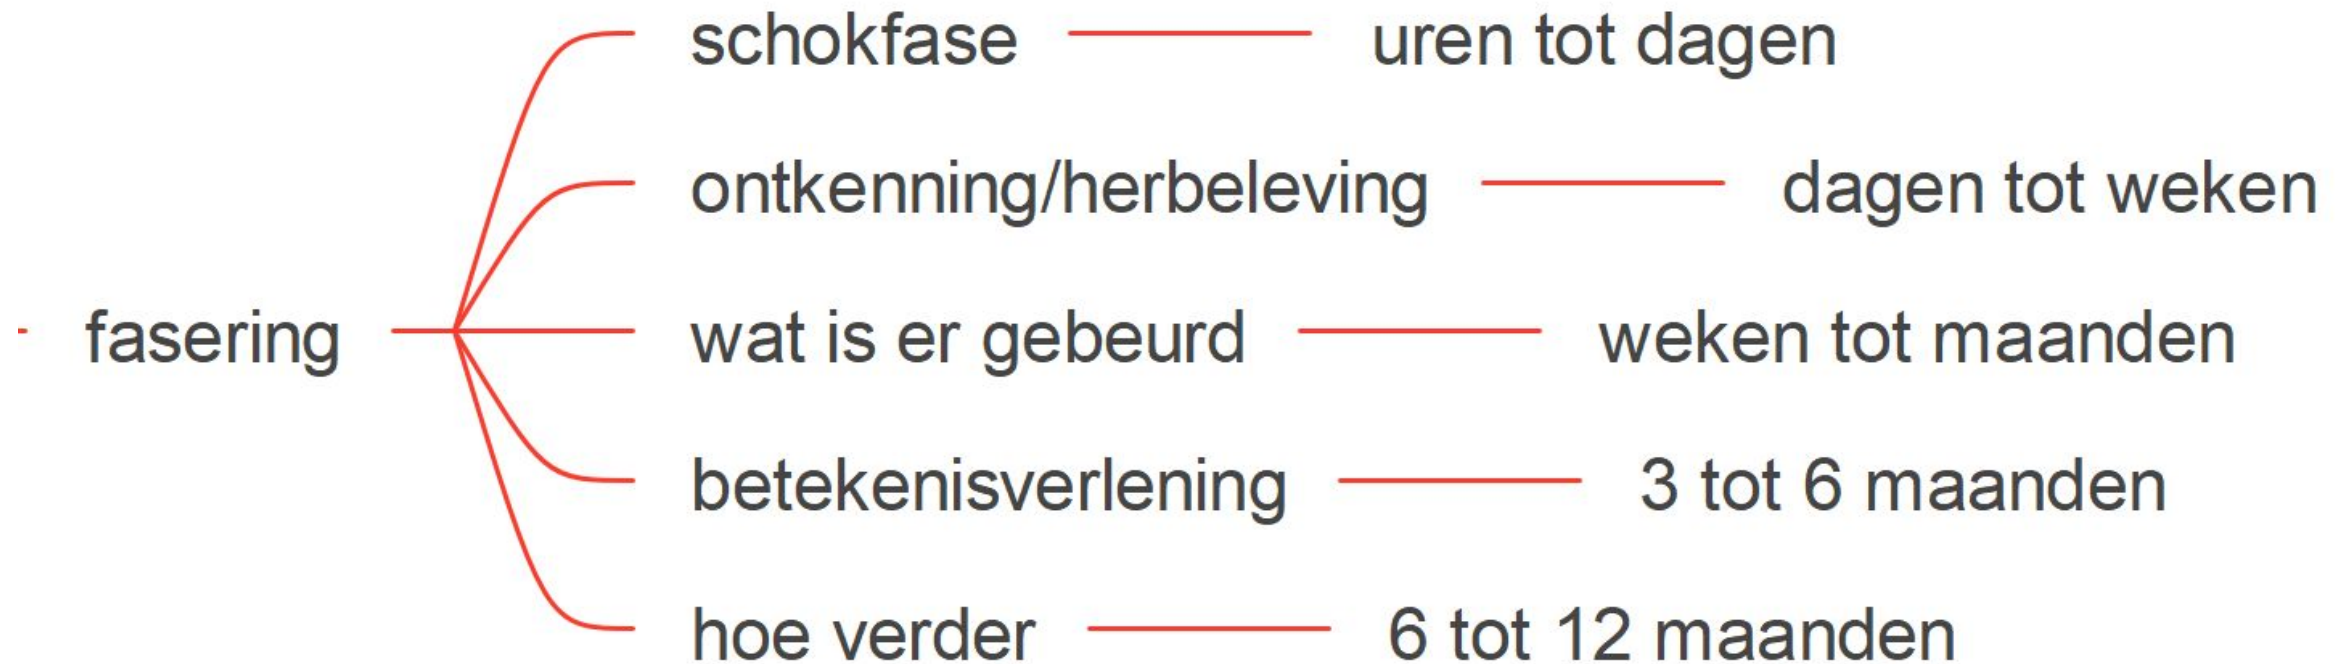 schokfase uren tot dagen
ontkenning/herbeleving dagen tot weken
fasering wat is er gebeurd weken tot maanden
betekenisverlening 3 tot 6 maanden
hoe verder 6 tot 12 maanden